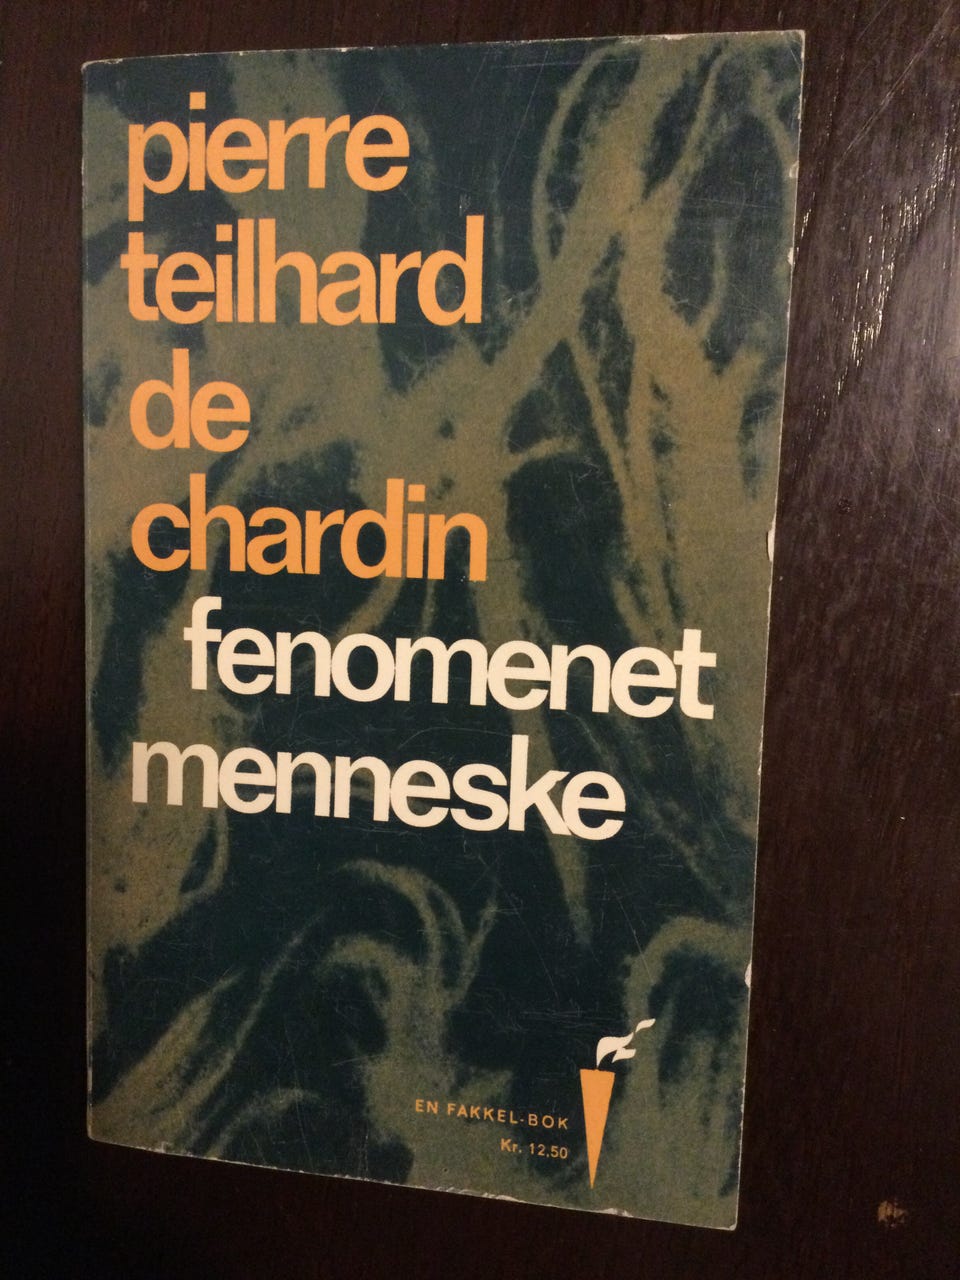 pierre
teilhard
de
chardin
fenomenet
menneske
EN FAKKEL-BOK
Kr. 12,50